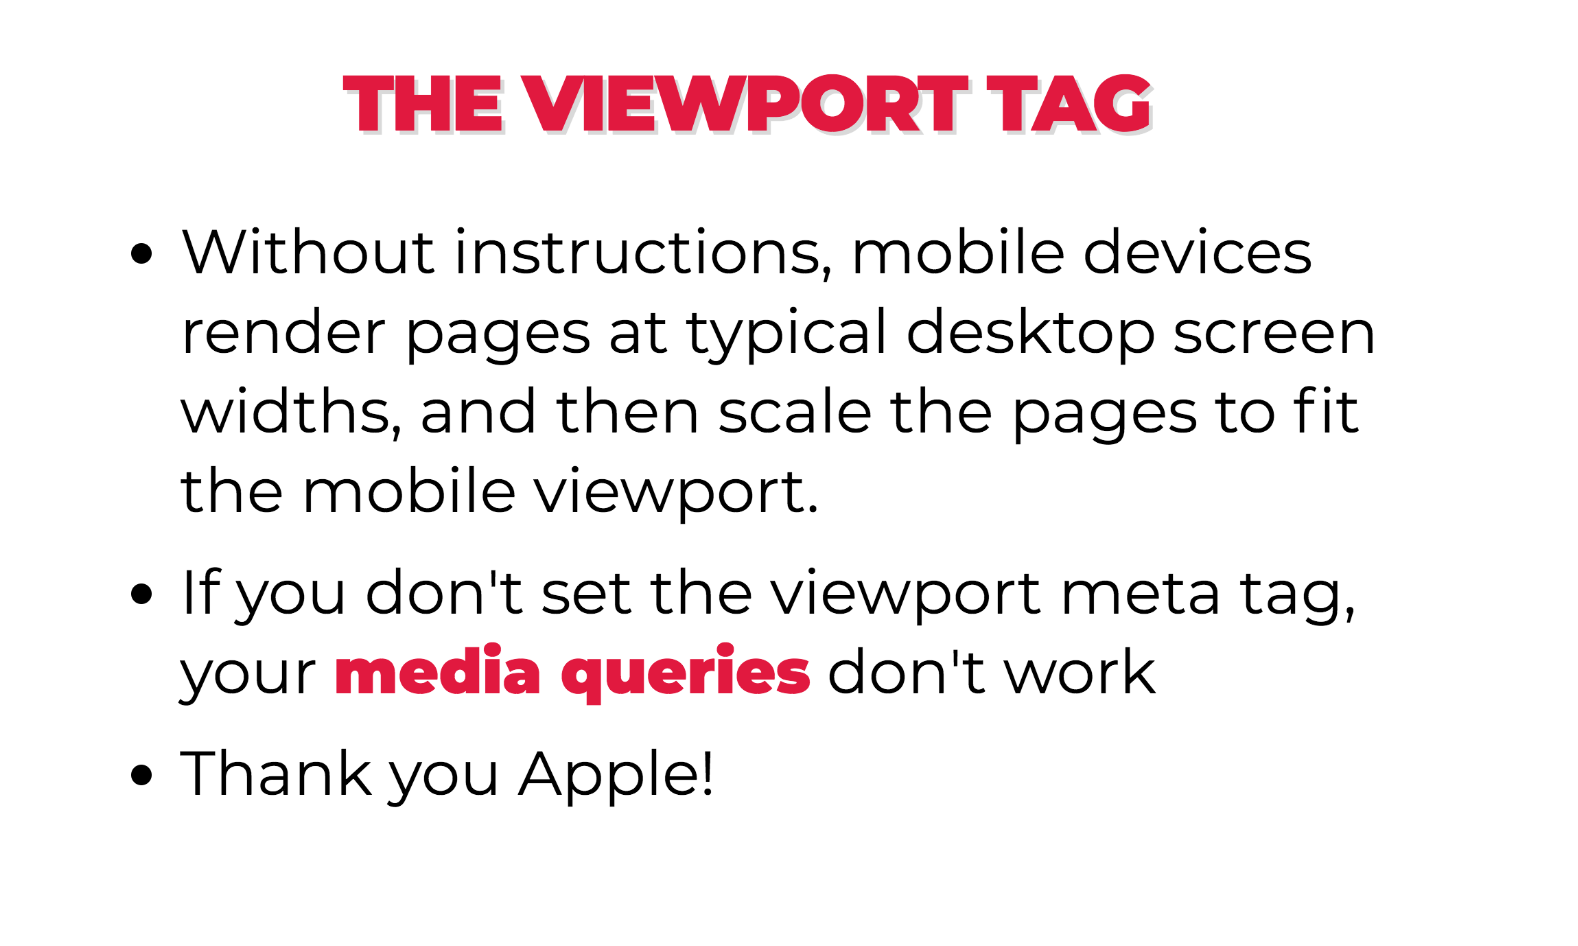 THE VIEWPORT TAG
• Without instructions, mobile devices
render pages at typical desktop screen
widths, and then scale the pages to fit
the mobile viewport.
• If you don't set the viewport meta tag,
your media queries don't work
• Thank you Apple!